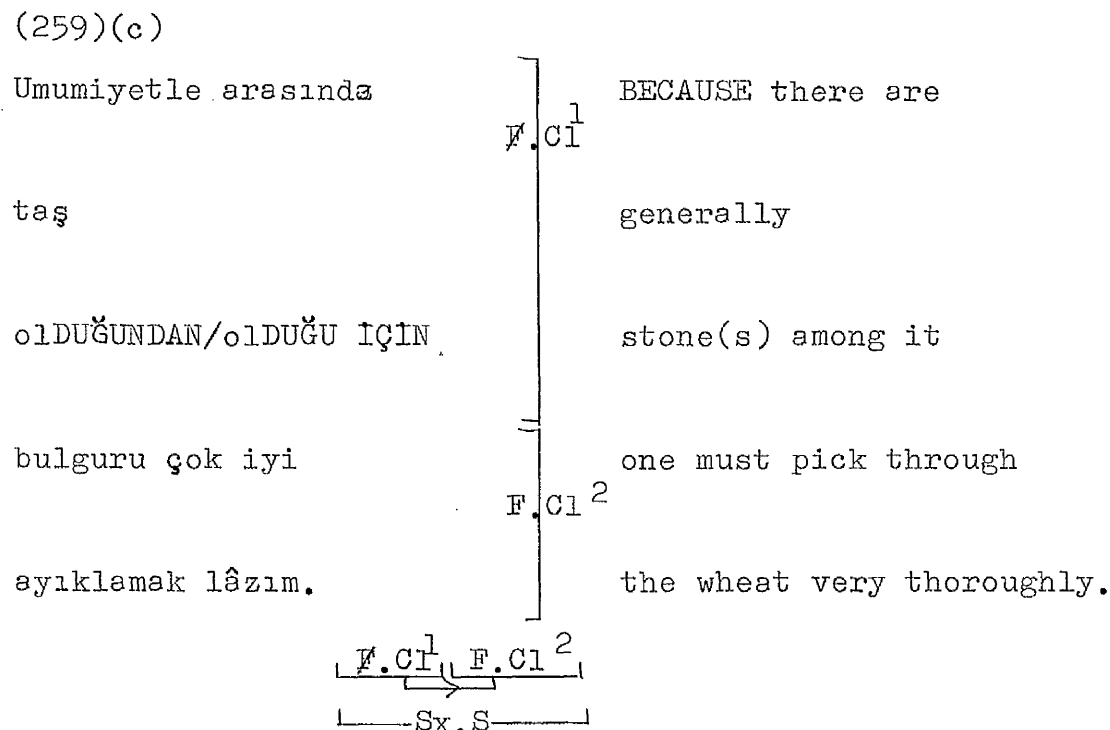 (259)(c)
Umumiyetle arasında BECAUSE there are
F̸.Cl¹
taş generally
olDUĞUNDAN/olDUĞU İÇİN stone(s) among it
bulguru çok iyi one must pick through
F.Cl²
ayıklamak lâzım. the wheat very thoroughly.
F̸.Cl¹ F.Cl²
Sx.S